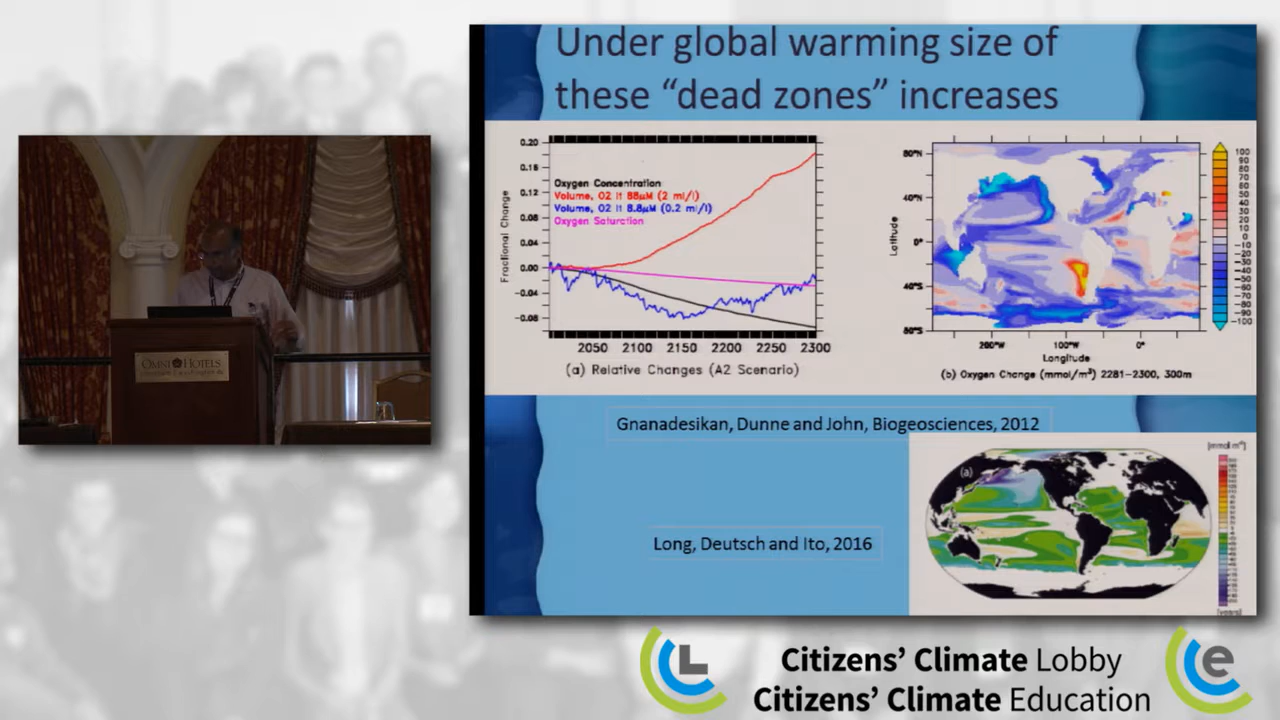 Under global warming size of
these “dead zones” increases
0.20
0.16
0.12
0.08
0.04
0.00
-0.04
-0.08
Fractional Change
Oxygen Concentration
Volume, O2 lt 88µM (2 ml/l)
Volume, O2 lt 8.8µM (0.2 ml/l)
Oxygen Saturation
2050 2100 2150 2200 2250 2300
(a) Relative Changes (A2 Scenario)
80°N
40°N
0°
40°S
80°S
Latitude
200°W 100°W 0°
Longitude
100
90
80
70
60
50
40
30
20
10
0
-10
-20
-30
-40
-50
-60
-70
-80
-90
-100
(b) Oxygen Change (mmol/m³) 2281-2300, 300m
Gnanadesikan, Dunne and John, Biogeosciences, 2012
(a)
[mmol m⁻³]
[years]
Long, Deutsch and Ito, 2016
OMNI HOTELS
L
Citizens’ Climate Lobby
Citizens’ Climate Education
e